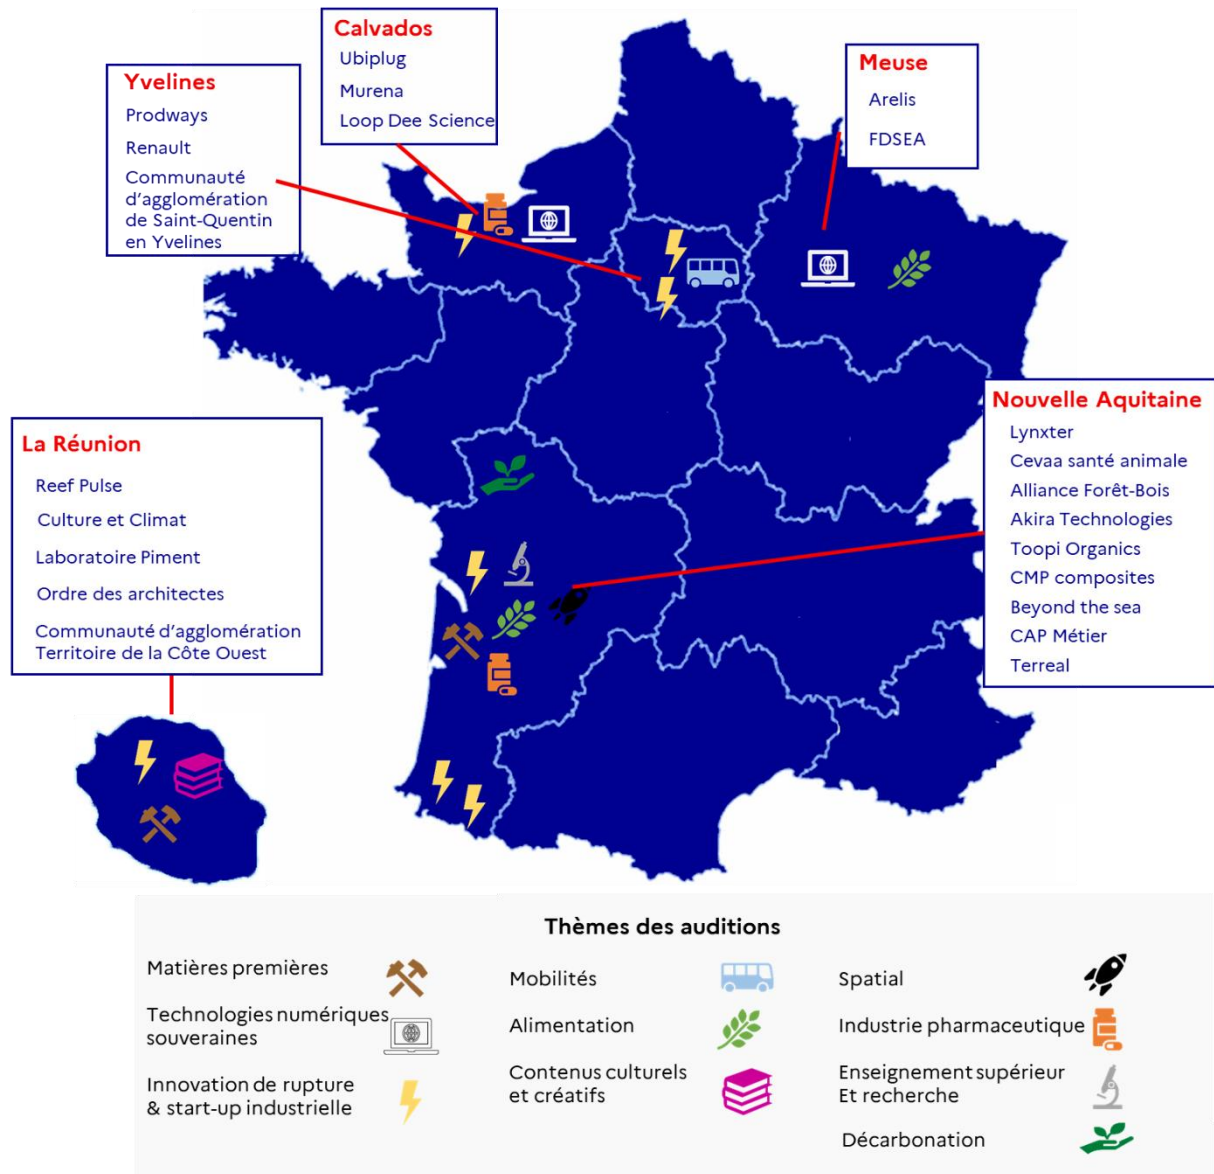 Calvados
Ubiplug
Murena
Loop Dee Science
Yvelines
Prodways
Renault
Communauté
d'agglomération
de Saint-Quentin
en Yvelines
Meuse
Arelis
FDSEA
Nouvelle Aquitaine
Lynxter
Cevaa santé animale
Alliance Forêt-Bois
Akira Technologies
Toopi Organics
CMP composites
Beyond the sea
CAP Métier
Terreal
La Réunion
Reef Pulse
Culture et Climat
Laboratoire Piment
Ordre des architectes
Communauté d'agglomération
Territoire de la Côte Ouest
Thèmes des auditions
Matières premières
Technologies numériques
souveraines
Innovation de rupture
& start-up industrielle
Mobilités
Alimentation
Contenus culturels
et créatifs
Spatial
Industrie pharmaceutique
Enseignement supérieur
Et recherche
Décarbonation